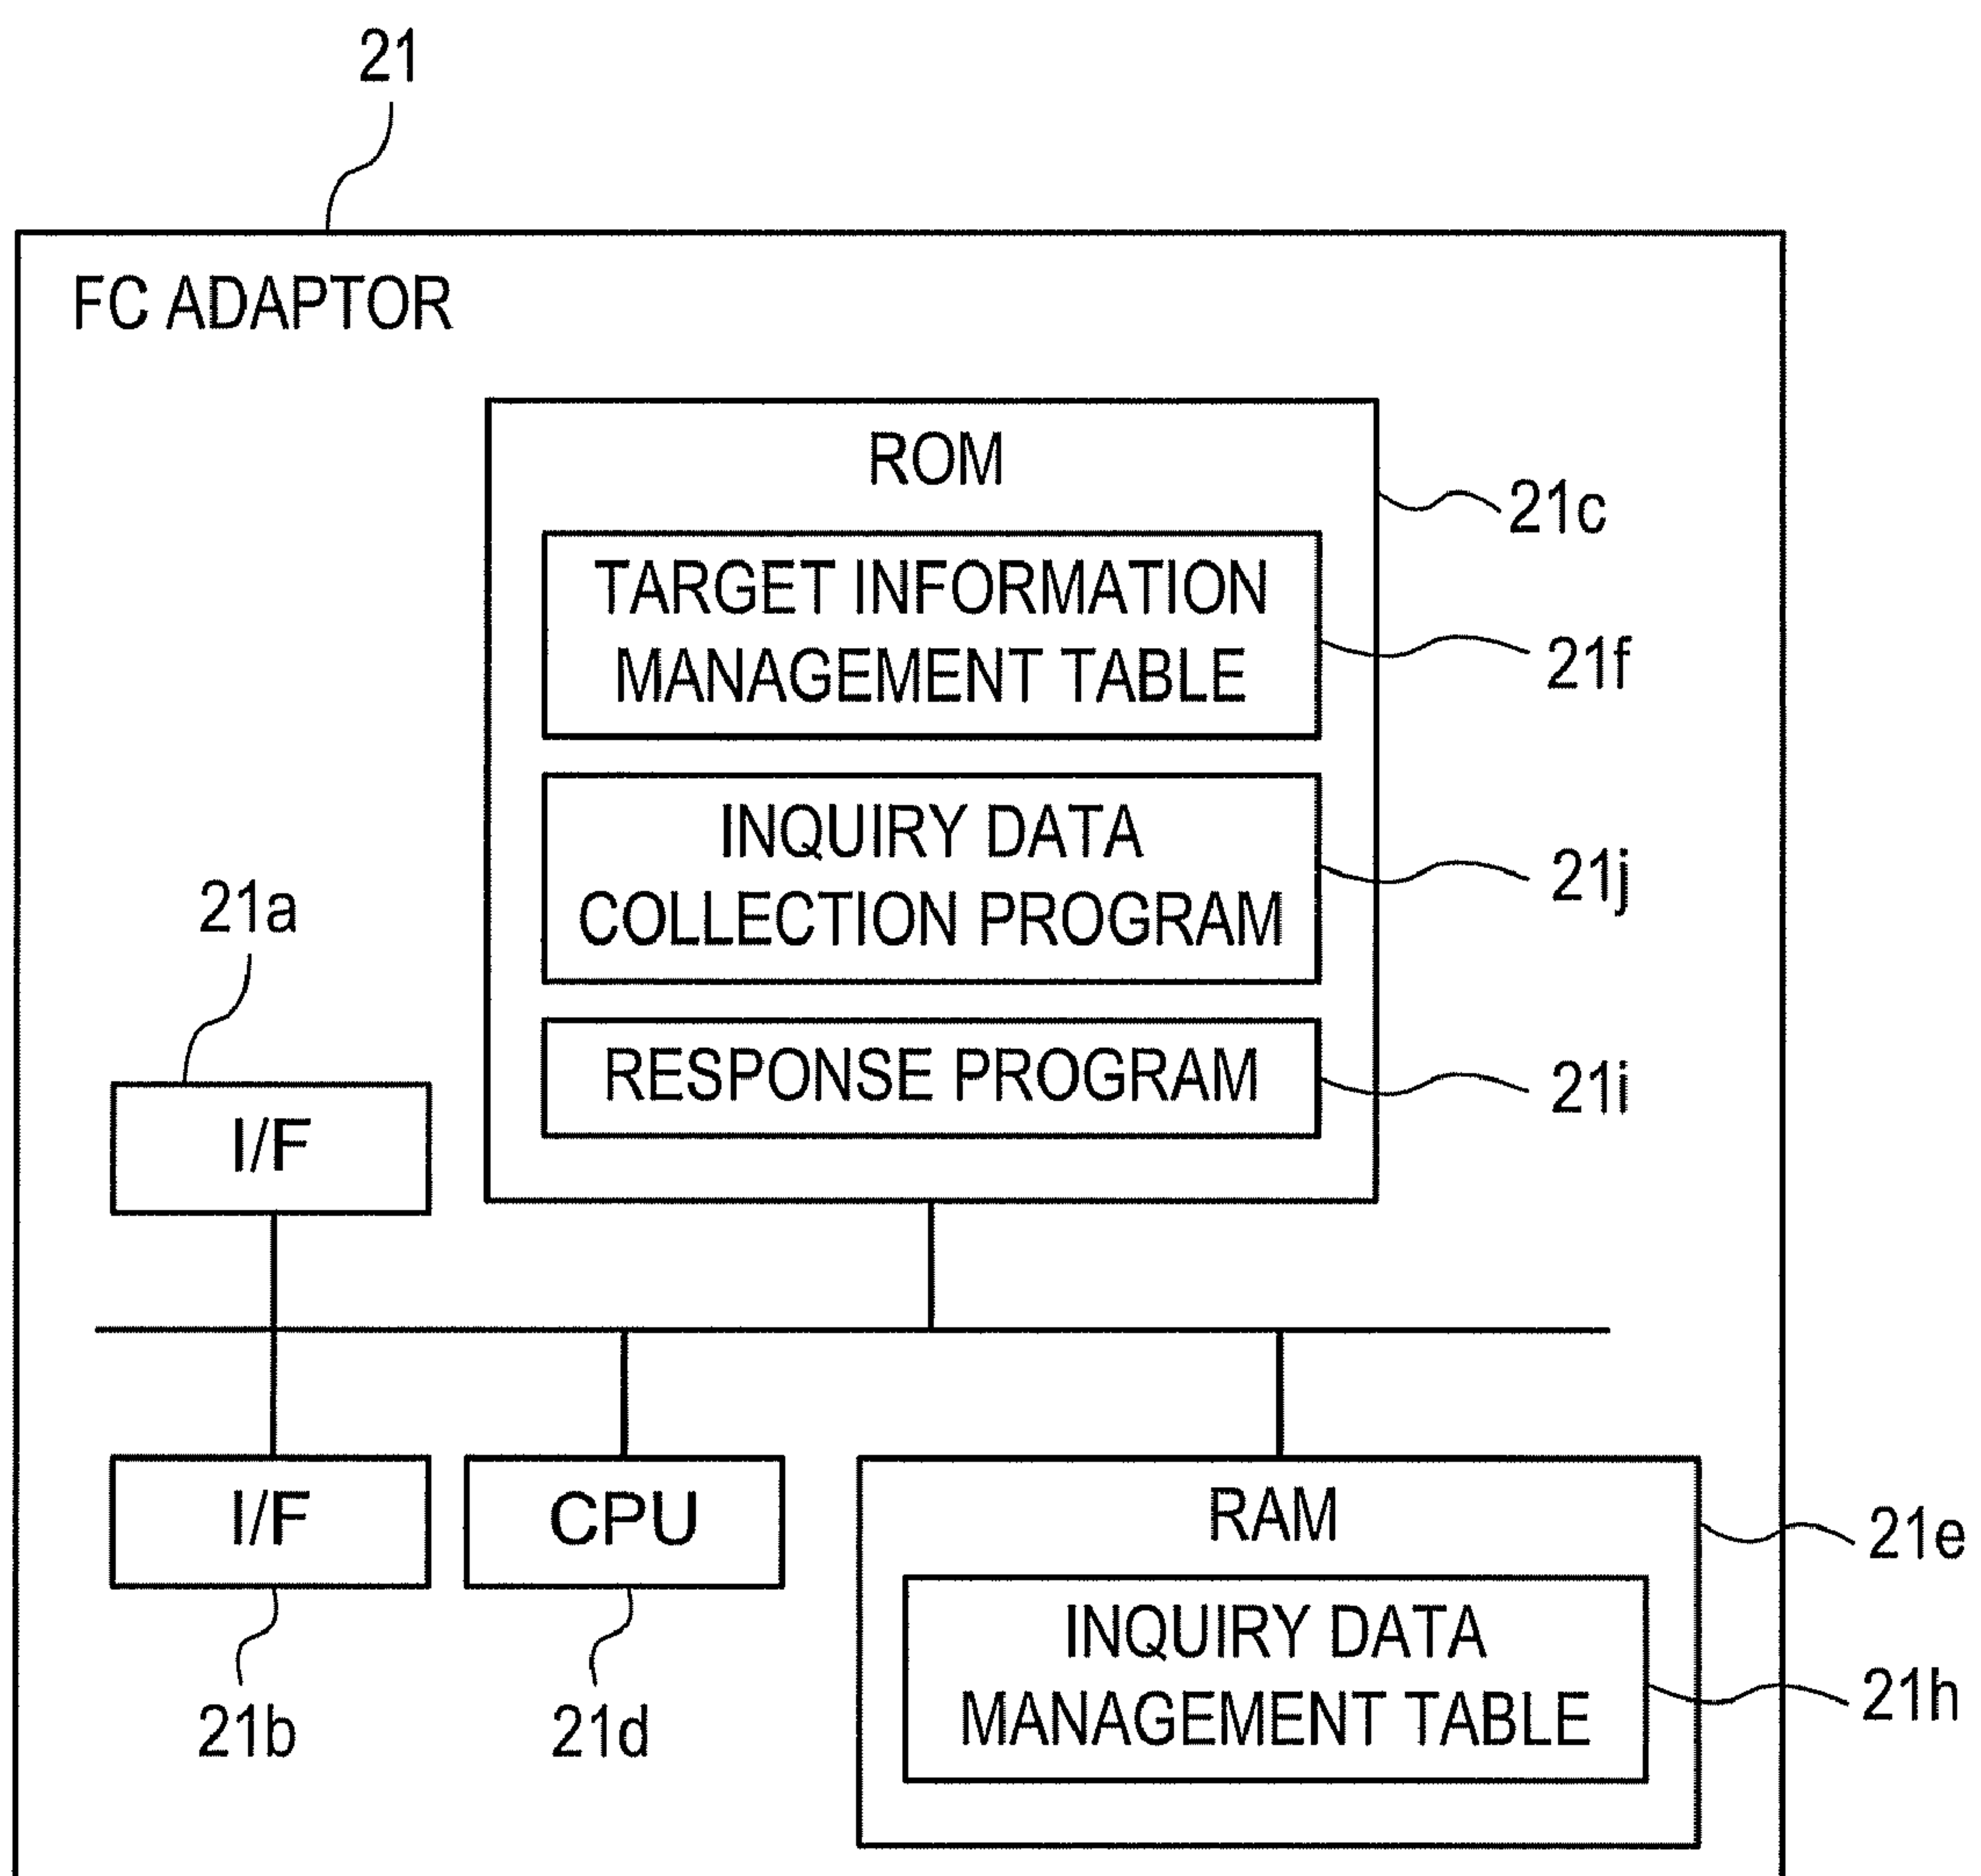 21
FC ADAPTOR
ROM
21c
TARGET INFORMATION
MANAGEMENT TABLE
21f
INQUIRY DATA
COLLECTION PROGRAM
21j
21a
RESPONSE PROGRAM
21i
I/F
I/F
CPU
RAM
21e
INQUIRY DATA
MANAGEMENT TABLE
21h
21b
21d